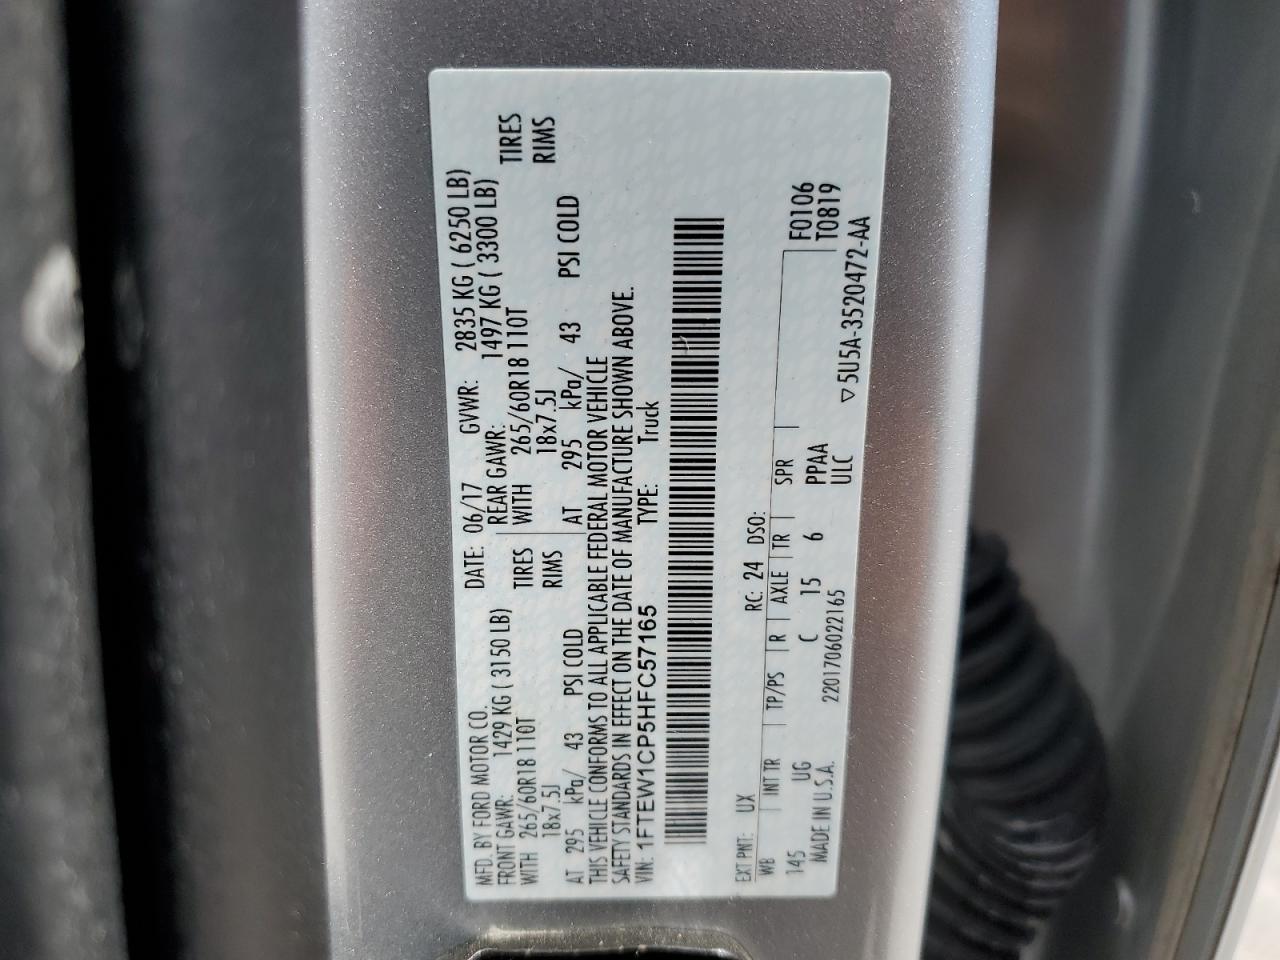 MFD. BY FORD MOTOR CO. DATE: 06/17 GVWR: 2835 KG ( 6250 LB)
FRONT GAWR: 1429 KG ( 3150 LB) REAR GAWR: 1497 KG ( 3300 LB)
WITH 265/60R18 110T TIRES WITH 265/60R18 110T TIRES
18x7.5J RIMS 18x7.5J RIMS
AT 295 kPa/ 43 PSI COLD AT 295 kPa/ 43 PSI COLD
THIS VEHICLE CONFORMS TO ALL APPLICABLE FEDERAL MOTOR VEHICLE
SAFETY STANDARDS IN EFFECT ON THE DATE OF MANUFACTURE SHOWN ABOVE.
VIN: 1FTEW1CP5HFC57165 TYPE: Truck
EXT PNT: UX RC: 24 DSO:
WB INT TR TP/PS R AXLE TR SPR F0106
145 UG C 15 6 PPAA T0819
MADE IN U.S.A. 2201706022165 ULC ▽5U5A-3520472-AA